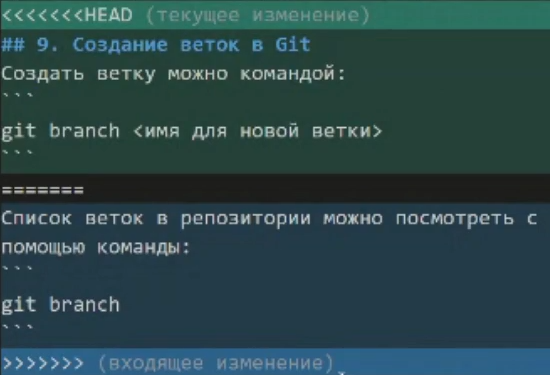 <<<<<<<HEAD (текущее изменение)
## 9. Создание веток в Git
Создать ветку можно командой:
```
git branch <имя для новой ветки>
```
=======
Список веток в репозитории можно посмотреть с
помощью команды:
```
git branch
```
>>>>>>> (входящее изменение)